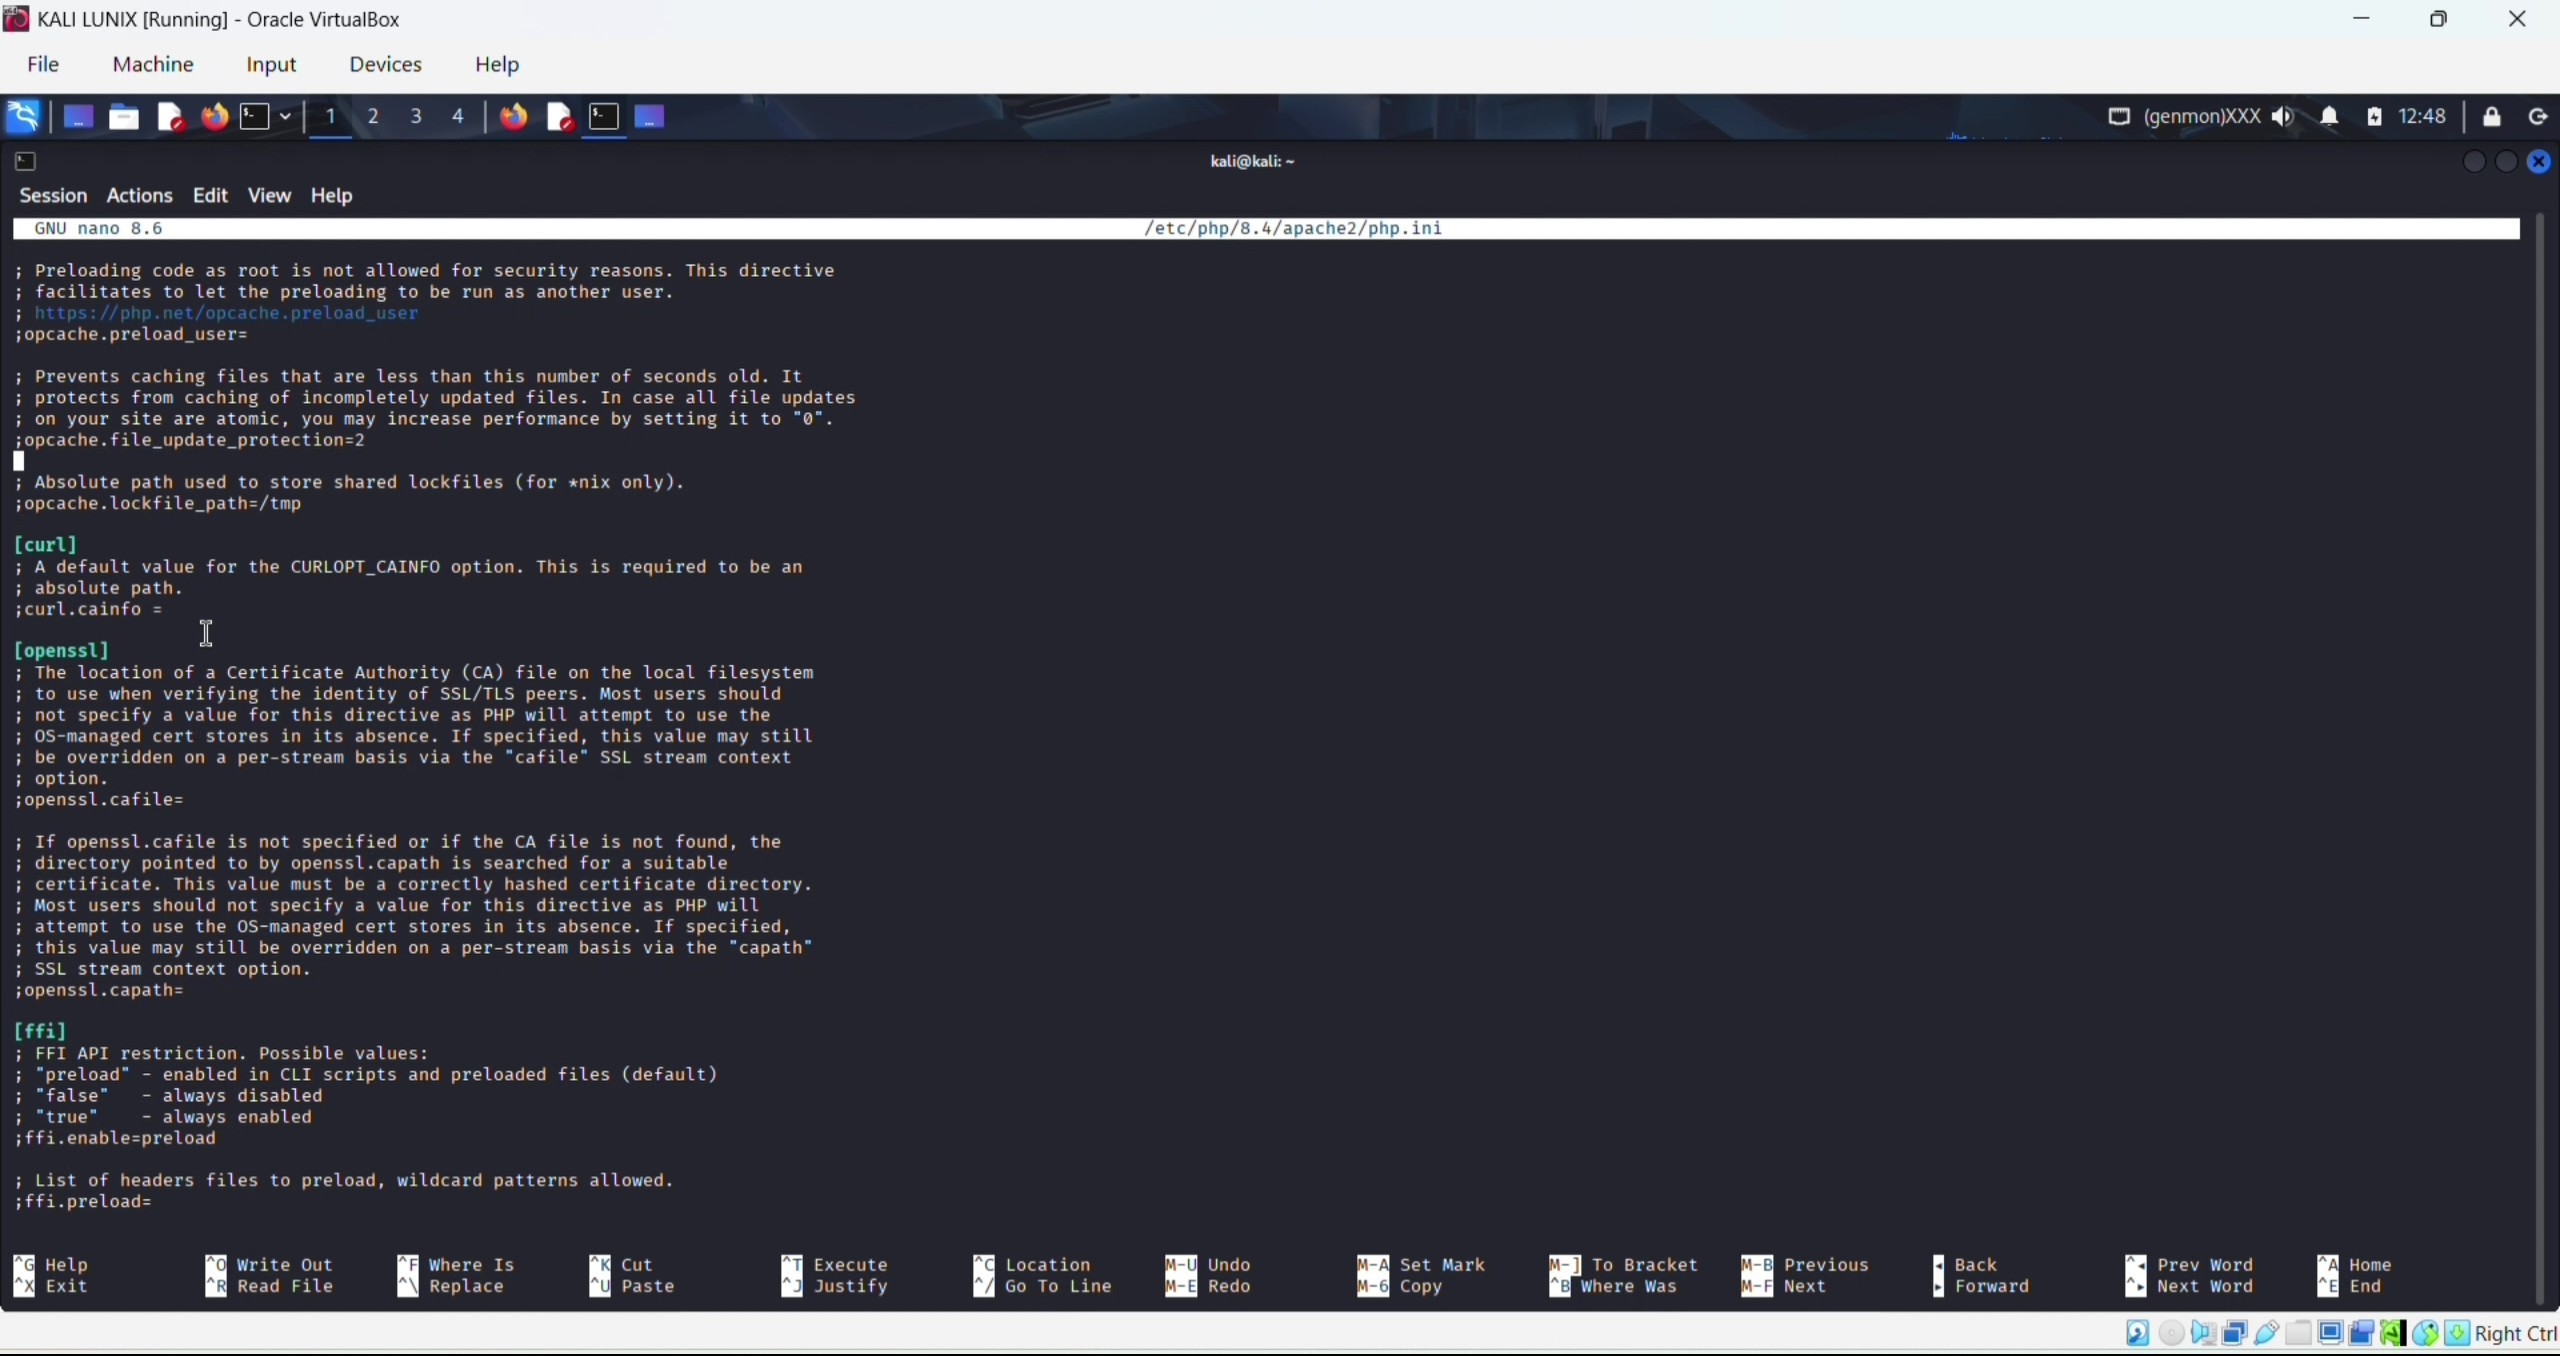 KALI LUNIX [Running] - Oracle VirtualBox
File Machine Input Devices Help
1 2 3 4 (genmon)XXX 12:48
kali@kali: ~
Session Actions Edit View Help
GNU nano 8.6 /etc/php/8.4/apache2/php.ini
; Preloading code as root is not allowed for security reasons. This directive
; facilitates to let the preloading to be run as another user.
; https://php.net/opcache.preload_user
;opcache.preload_user=
; Prevents caching files that are less than this number of seconds old. It
; protects from caching of incompletely updated files. In case all file updates
; on your site are atomic, you may increase performance by setting it to "0".
;opcache.file_update_protection=2
; Absolute path used to store shared lockfiles (for *nix only).
;opcache.lockfile_path=/tmp
[curl]
; A default value for the CURLOPT_CAINFO option. This is required to be an
; absolute path.
;curl.cainfo =
[openssl]
; The location of a Certificate Authority (CA) file on the local filesystem
; to use when verifying the identity of SSL/TLS peers. Most users should
; not specify a value for this directive as PHP will attempt to use the
; OS-managed cert stores in its absence. If specified, this value may still
; be overridden on a per-stream basis via the "cafile" SSL stream context
; option.
;openssl.cafile=
; If openssl.cafile is not specified or if the CA file is not found, the
; directory pointed to by openssl.capath is searched for a suitable
; certificate. This value must be a correctly hashed certificate directory.
; Most users should not specify a value for this directive as PHP will
; attempt to use the OS-managed cert stores in its absence. If specified,
; this value may still be overridden on a per-stream basis via the "capath"
; SSL stream context option.
;openssl.capath=
[ffi]
; FFI API restriction. Possible values:
; "preload" - enabled in CLI scripts and preloaded files (default)
; "false" - always disabled
; "true" - always enabled
;ffi.enable=preload
; List of headers files to preload, wildcard patterns allowed.
;ffi.preload=
^G Help ^O Write Out ^F Where Is ^K Cut ^T Execute ^C Location M-U Undo M-A Set Mark M-] To Bracket M-B Previous ◂ Back ^◂ Prev Word ^A Home
^X Exit ^R Read File ^\ Replace ^U Paste ^J Justify ^/ Go To Line M-E Redo M-6 Copy ^B Where Was M-F Next ▸ Forward ^▸ Next Word ^E End
Right Ctrl